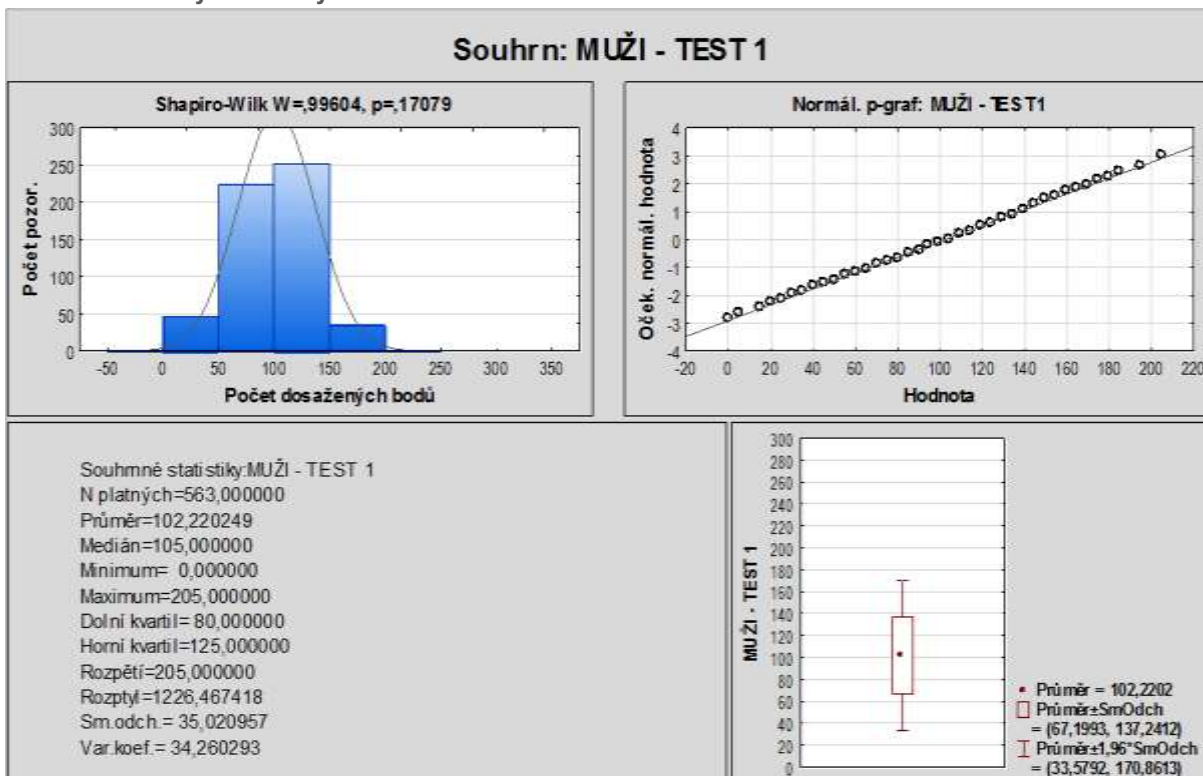 Souhrn: MUŽI - TEST 1
Shapiro-Wilk W=,99604, p=,17079
300
250
200
150
100
50
0
Počet pozor.
-50 0 50 100 150 200 250 300 350
Počet dosažených bodů
Normál. p-graf: MUŽI - TEST1
4
3
2
1
0
-1
-2
-3
-4
Oček. normál. hodnota
-20 0 20 40 60 80 100 120 140 160 180 200 220
Hodnota
Souhrnné statistiky:MUŽI - TEST 1
N platných=563,000000
Průměr=102,220249
Medián=105,000000
Minimum= 0,000000
Maximum=205,000000
Dolní kvartil= 80,000000
Horní kvartil=125,000000
Rozpětí=205,000000
Rozptyl=1226,467418
Sm.odch.= 35,020957
Var.koef.= 34,260293
300
280
260
240
220
200
180
160
140
120
100
80
60
40
20
0
MUŽI - TEST 1
Průměr = 102,2202
Průměr±SmOdch
= (67,1993, 137,2412)
Průměr±1,96*SmOdch
= (33,5792, 170,8613)